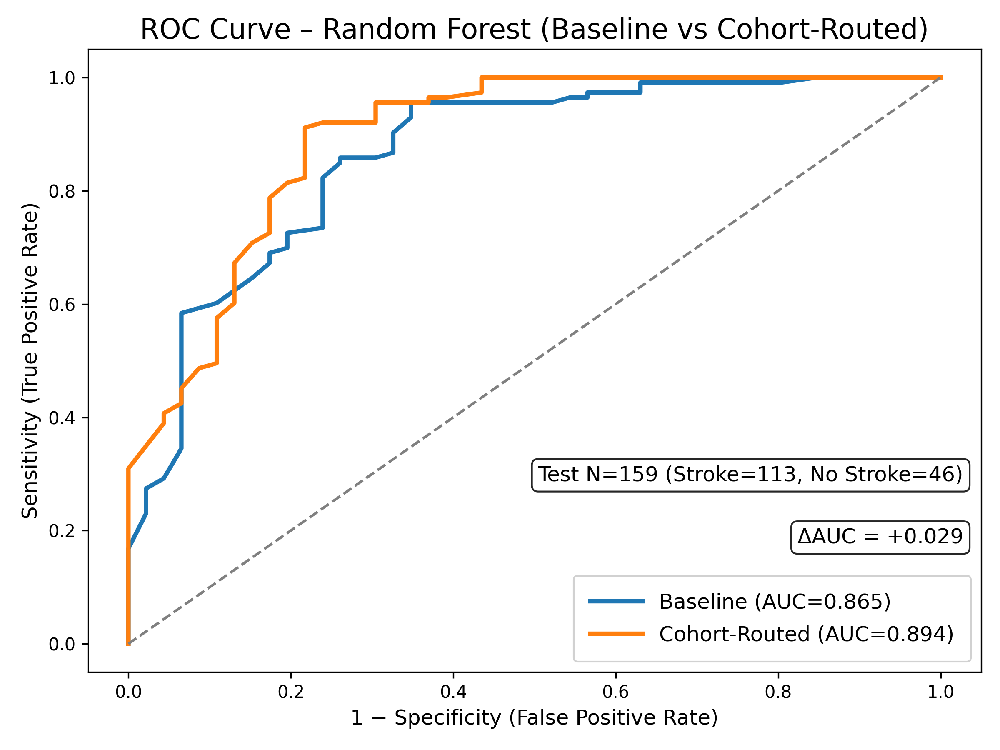 ROC Curve – Random Forest (Baseline vs Cohort-Routed)
Sensitivity (True Positive Rate)
1.0
0.8
0.6
0.4
0.2
0.0
Test N=159 (Stroke=113, No Stroke=46)
ΔAUC = +0.029
Baseline (AUC=0.865)
Cohort-Routed (AUC=0.894)
0.0 0.2 0.4 0.6 0.8 1.0
1 − Specificity (False Positive Rate)